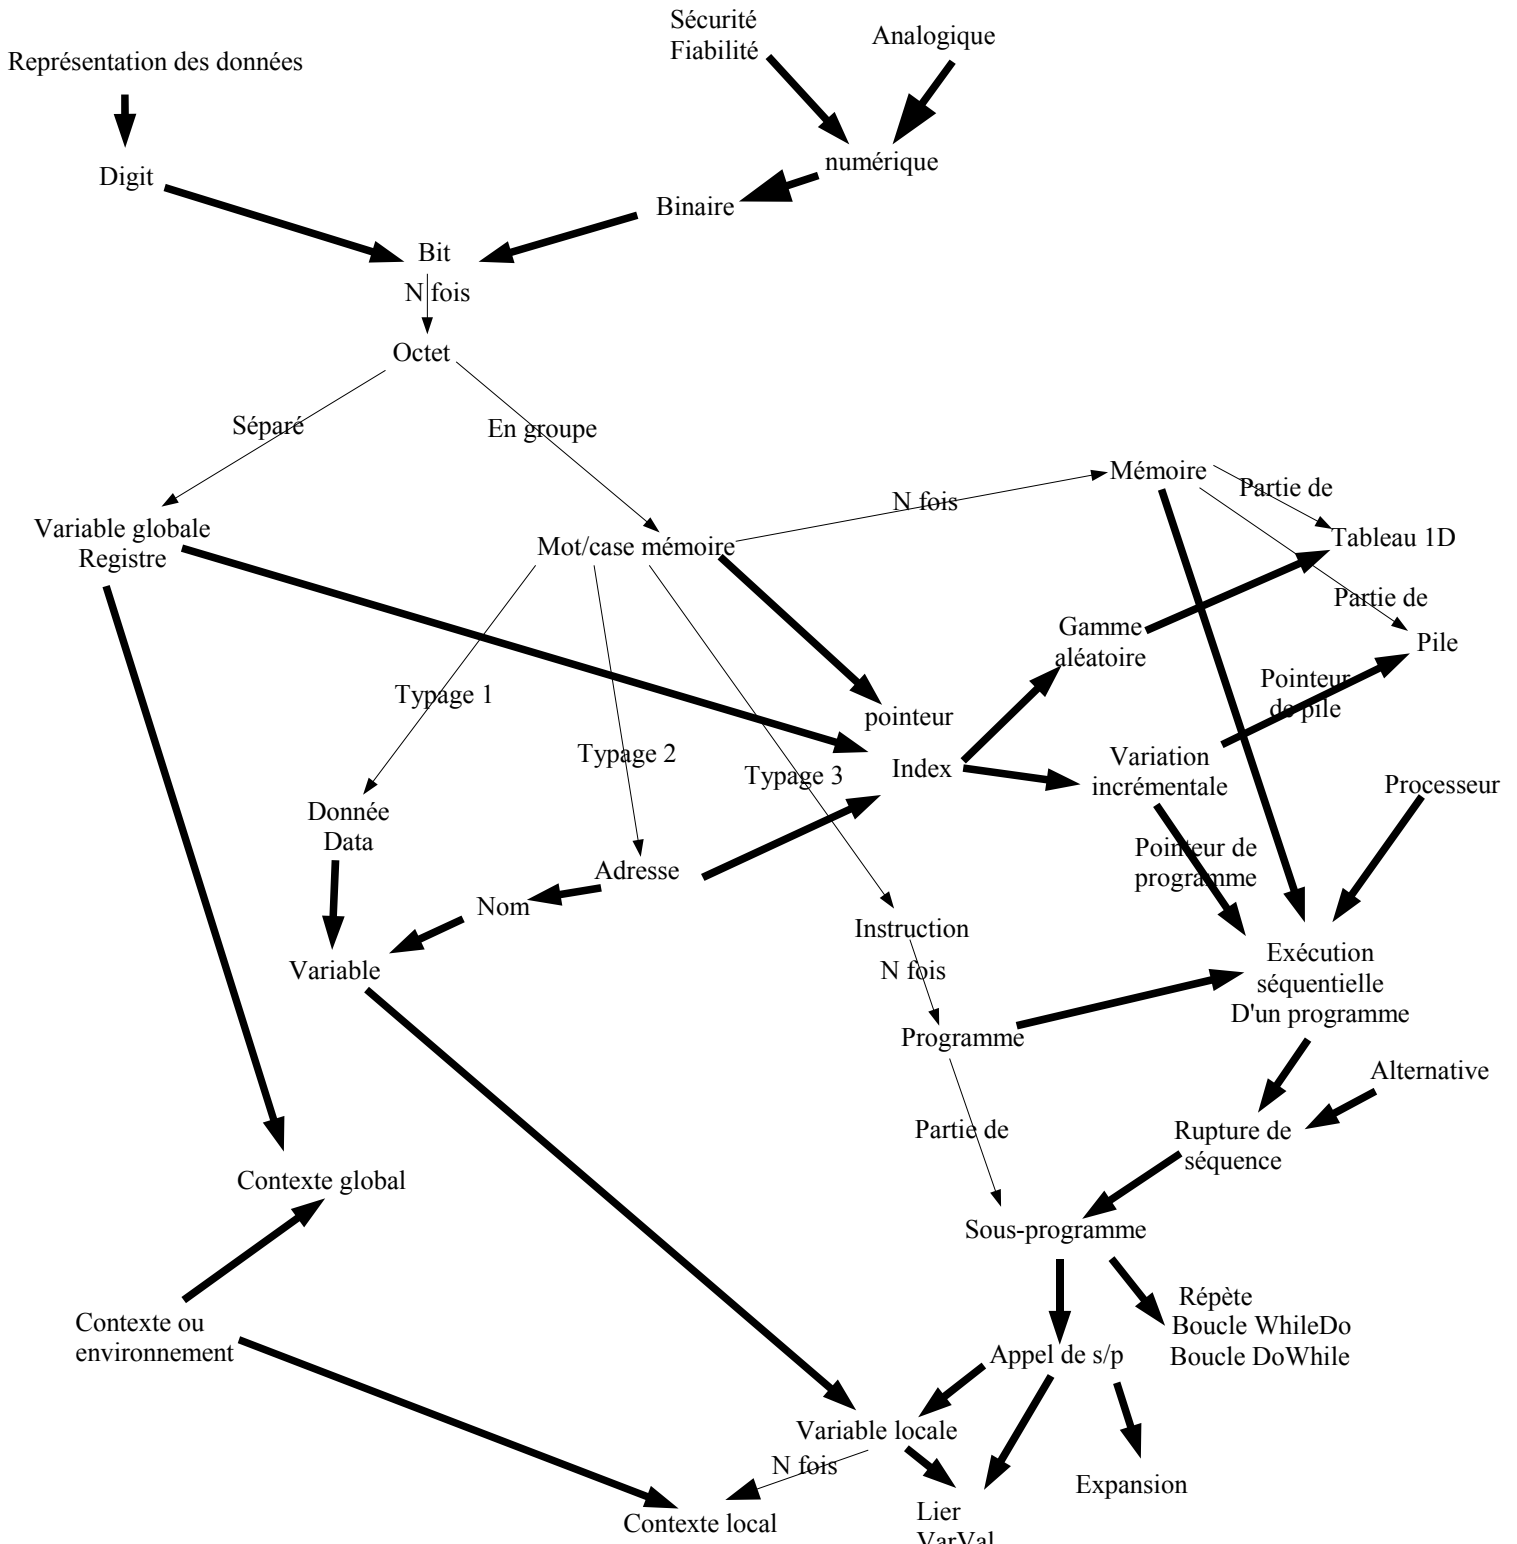 Sécurité
Fiabilité
Analogique
Représentation des données
numérique
Digit
Binaire
Bit
N fois
Octet
Séparé
En groupe
Mémoire
Partie de
N fois
Variable globale
Registre
Mot/case mémoire
Tableau 1D
Partie de
Gamme
aléatoire
Pile
Pointeur
de pile
Typage 1
pointeur
Typage 2
Typage 3
Index
Variation
incrémentale
Processeur
Donnée
Data
Pointeur de
programme
Adresse
Nom
Instruction
Variable
N fois
Exécution
séquentielle
D'un programme
Programme
Alternative
Partie de
Rupture de
séquence
Contexte global
Sous-programme
Contexte ou
environnement
Répète
Boucle WhileDo
Boucle DoWhile
Appel de s/p
Variable locale
N fois
Expansion
Contexte local
Lier
VarVal